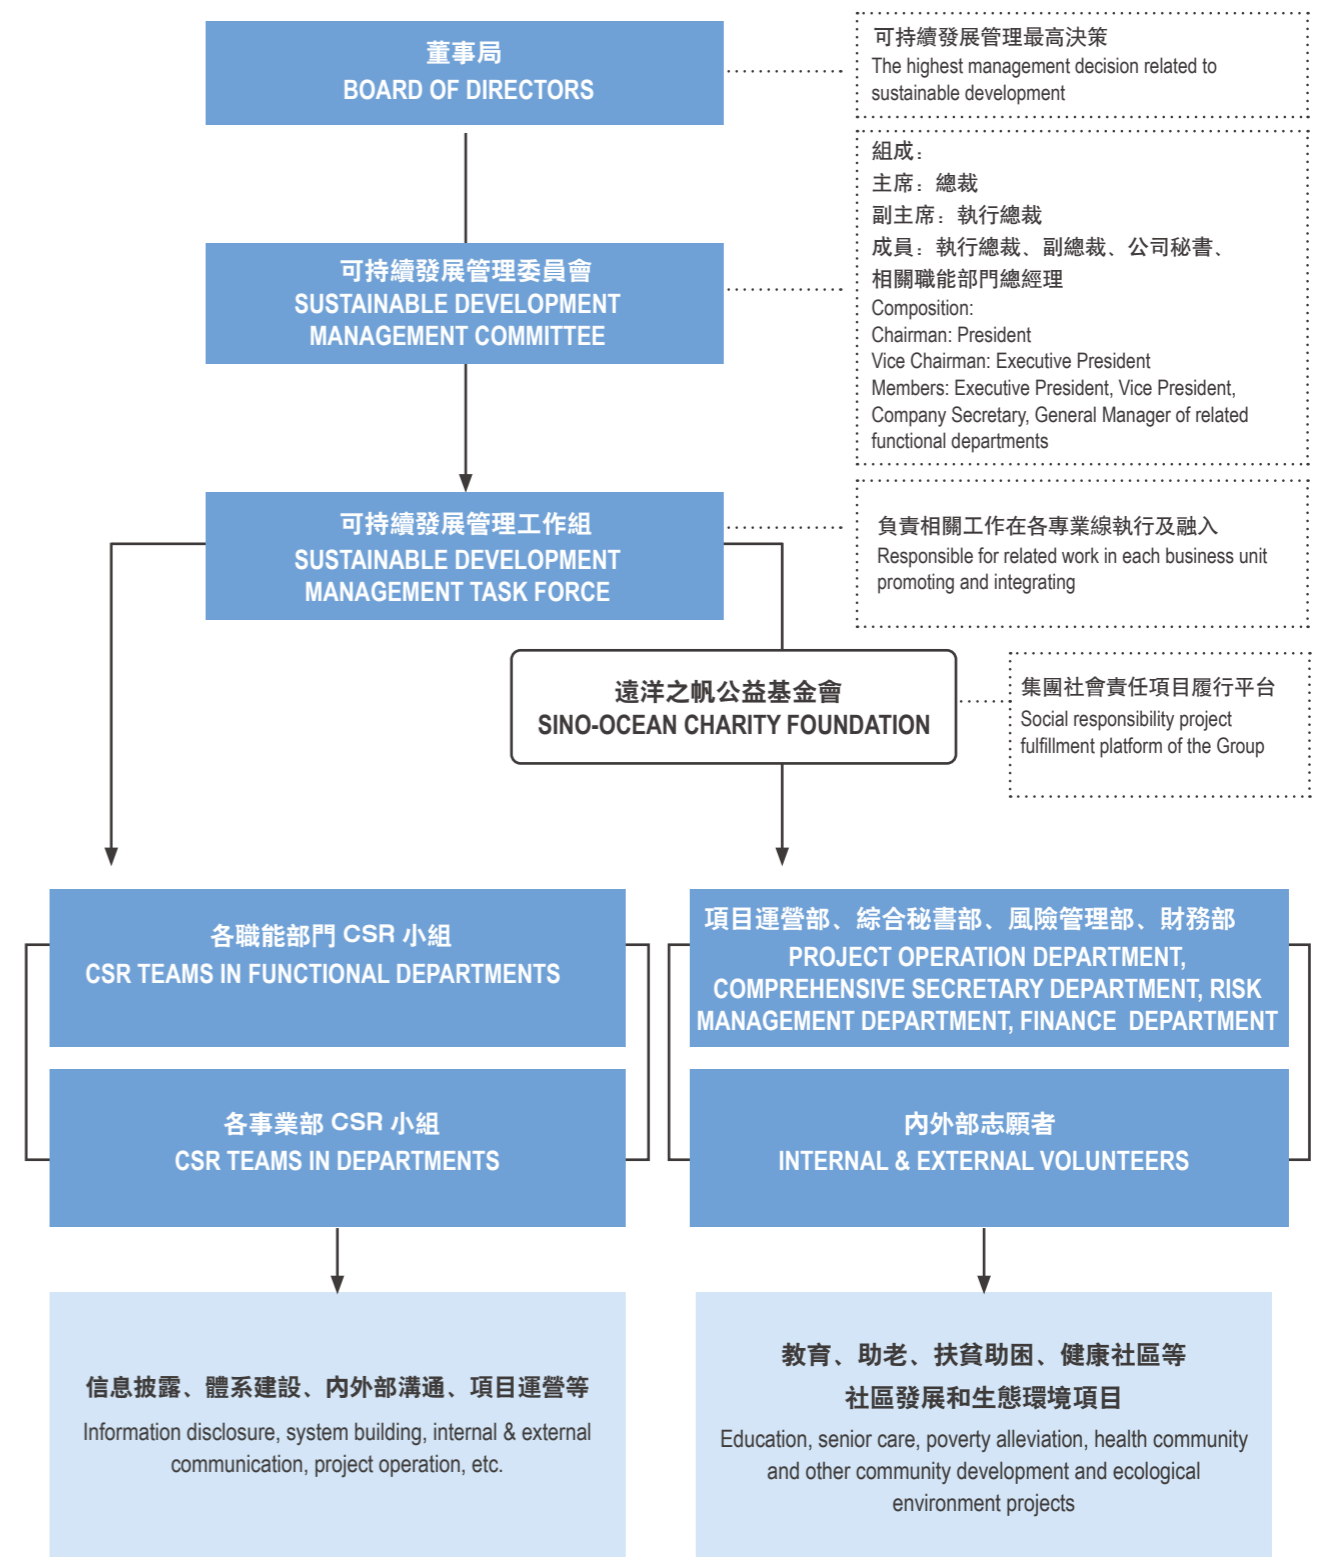 董事局
BOARD OF DIRECTORS
可持續發展管理最高決策
The highest management decision related to
sustainable development
可持續發展管理委員會
SUSTAINABLE DEVELOPMENT
MANAGEMENT COMMITTEE
組成：
主席：總裁
副主席：執行總裁
成員：執行總裁、副總裁、公司秘書、
相關職能部門總經理
Composition:
Chairman: President
Vice Chairman: Executive President
Members: Executive President, Vice President,
Company Secretary, General Manager of related
functional departments
可持續發展管理工作組
SUSTAINABLE DEVELOPMENT
MANAGEMENT TASK FORCE
負責相關工作在各專業線執行及融入
Responsible for related work in each business unit
promoting and integrating
遠洋之帆公益基金會
SINO-OCEAN CHARITY FOUNDATION
集團社會責任項目履行平台
Social responsibility project
fulfillment platform of the Group
各職能部門 CSR 小組
CSR TEAMS IN FUNCTIONAL DEPARTMENTS
項目運營部、綜合秘書部、風險管理部、財務部
PROJECT OPERATION DEPARTMENT,
COMPREHENSIVE SECRETARY DEPARTMENT, RISK
MANAGEMENT DEPARTMENT, FINANCE DEPARTMENT
各事業部 CSR 小組
CSR TEAMS IN DEPARTMENTS
內外部志願者
INTERNAL & EXTERNAL VOLUNTEERS
信息披露、體系建設、內外部溝通、項目運營等
Information disclosure, system building, internal & external
communication, project operation, etc.
教育、助老、扶貧助困、健康社區等
社區發展和生態環境項目
Education, senior care, poverty alleviation, health community
and other community development and ecological
environment projects